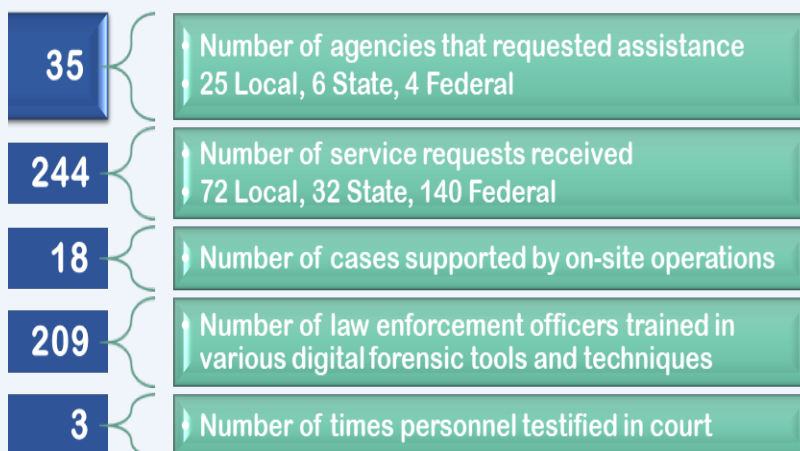 35
Number of agencies that requested assistance
25 Local, 6 State, 4 Federal
244
Number of service requests received
72 Local, 32 State, 140 Federal
18
Number of cases supported by on-site operations
209
Number of law enforcement officers trained in
various digital forensic tools and techniques
3
Number of times personnel testified in court